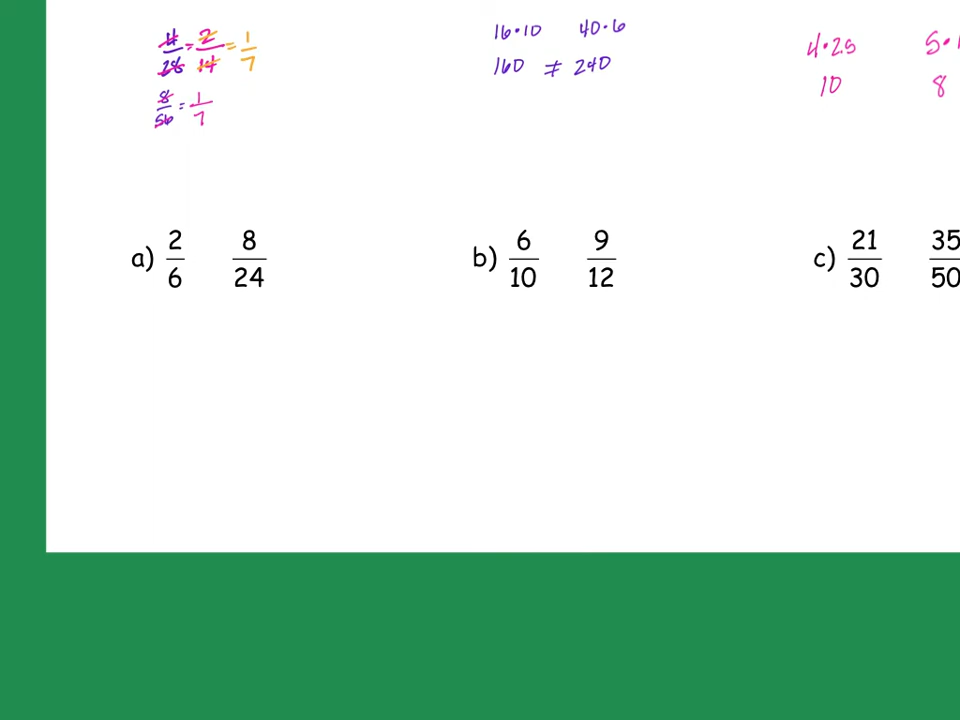 4/28 = 2/14 = 1/7
8/56 = 1/7
16·10 40·6
160 ≠ 240
4·25 5·
10 8
a) 2/6 8/24
b) 6/10 9/12
c) 21/30 35/50